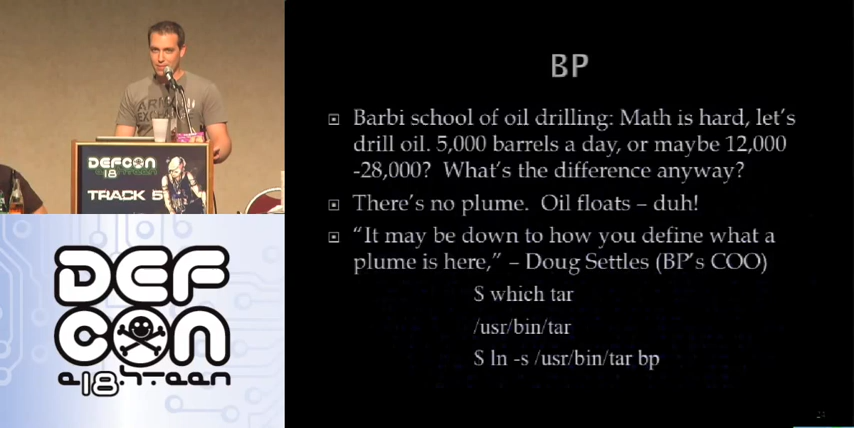 BP
Barbi school of oil drilling: Math is hard, let's
drill oil. 5,000 barrels a day, or maybe 12,000
-28,000? What's the difference anyway?
There's no plume. Oil floats – duh!
"It may be down to how you define what a
plume is here," – Doug Settles (BP's COO)
$ which tar
/usr/bin/tar
$ ln -s /usr/bin/tar bp
DEFCON
18
TRACK 5
DEF
CON
e18hteen